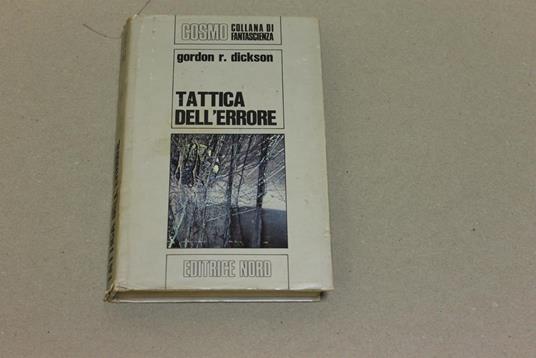 COSMO COLLANA DI
FANTASCIENZA
gordon r. dickson
TATTICA
DELL'ERRORE
EDITRICE NORD